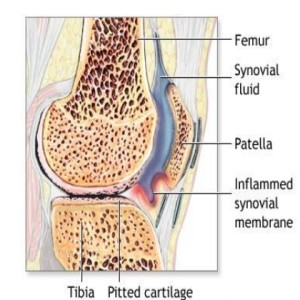 Femur
Synovial
fluid
Patella
Inflammed
synovial
membrane
Tibia Pitted cartilage